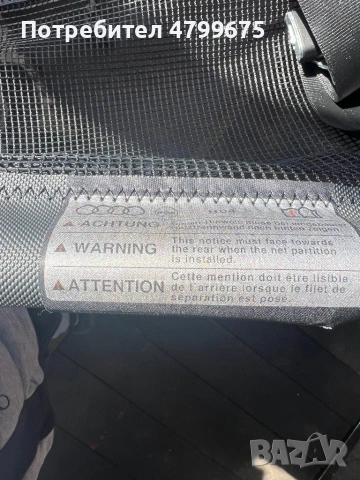 Потребител 4799675
ACHTUNG
WARNING
This notice must face towards
the rear when the net partition
is installed.
ATTENTION
Cette mention doit être lisible
de l'arrière lorsque le filet de
séparation est posé.
BAZAR